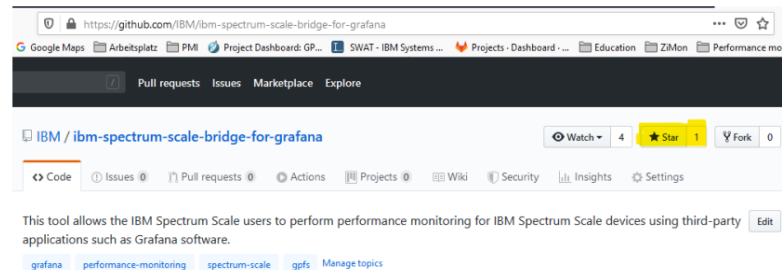 https://github.com/IBM/ibm-spectrum-scale-bridge-for-grafana
Google Maps Arbeitsplatz PMI Project Dashboard: GP... SWAT - IBM Systems ... Projects · Dashboard · ... Education ZiMon Performance mo
/ Pull requests Issues Marketplace Explore
IBM / ibm-spectrum-scale-bridge-for-grafana Watch 4 Star 1 Fork 0
Code Issues 0 Pull requests 0 Actions Projects 0 Wiki Security Insights Settings
This tool allows the IBM Spectrum Scale users to perform performance monitoring for IBM Spectrum Scale devices using third-party Edit
applications such as Grafana software.
grafana performance-monitoring spectrum-scale gpfs Manage topics